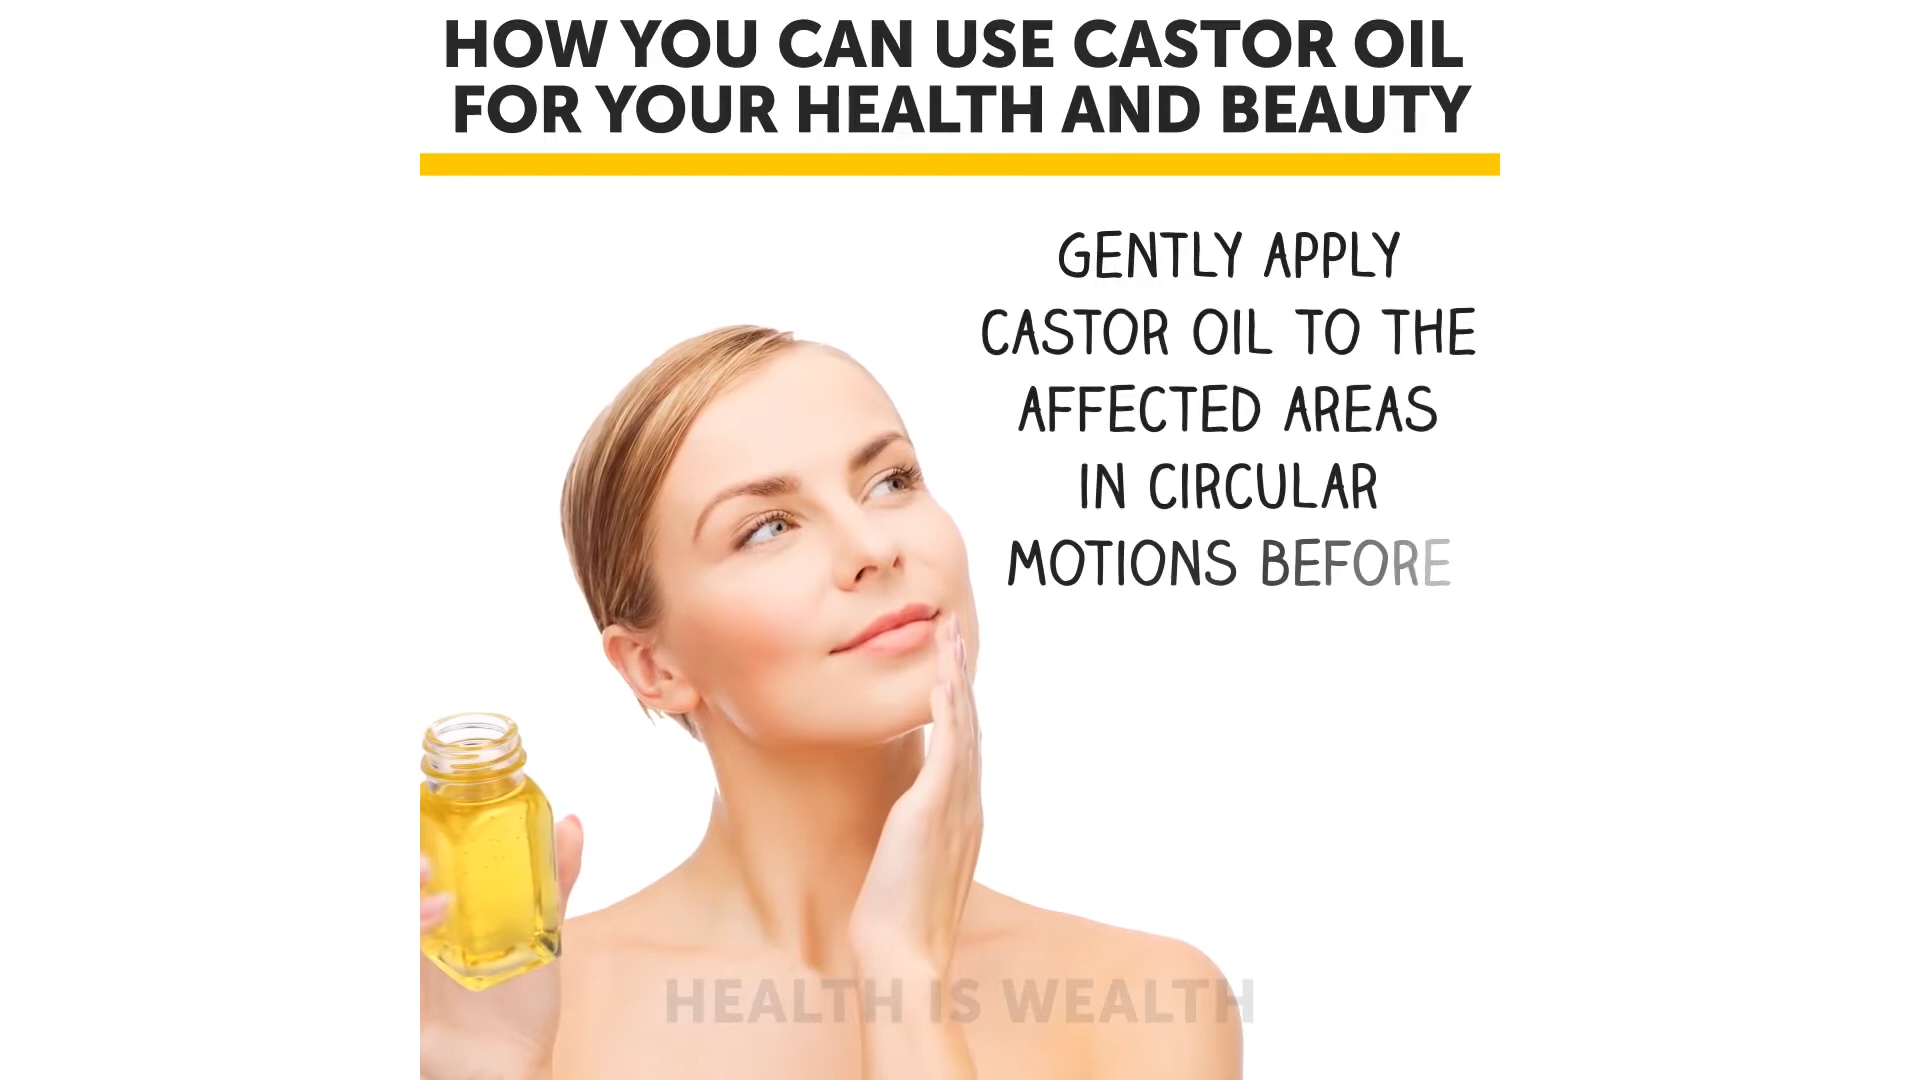 HOW YOU CAN USE CASTOR OIL
FOR YOUR HEALTH AND BEAUTY
GENTLY APPLY
CASTOR OIL TO THE
AFFECTED AREAS
IN CIRCULAR
MOTIONS BEFORE
HEALTH IS WEALTH